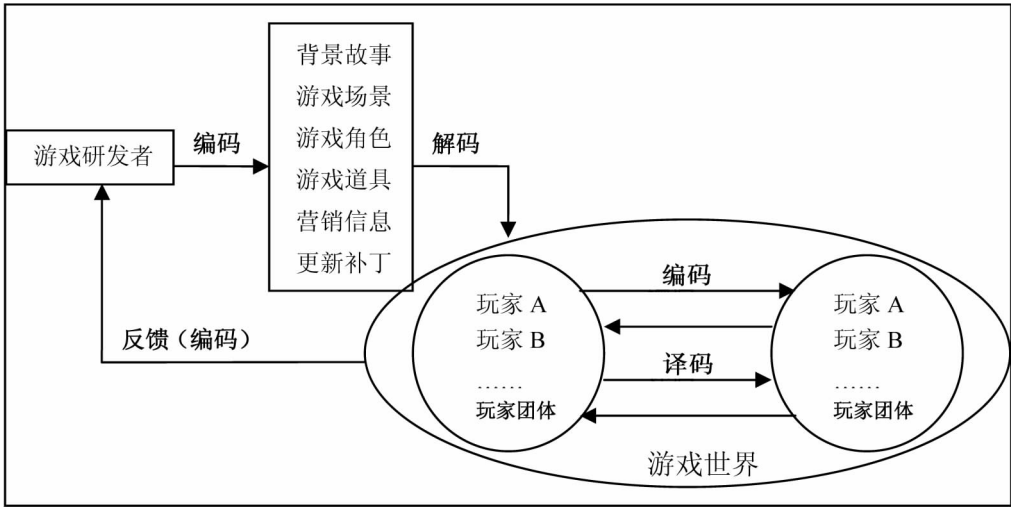 游戏研发者
编码
背景故事
游戏场景
游戏角色
游戏道具
营销信息
更新补丁
解码
反馈（编码）
玩家 A
玩家 B
……
玩家团体
编码
译码
玩家 A
玩家 B
……
玩家团体
游戏世界